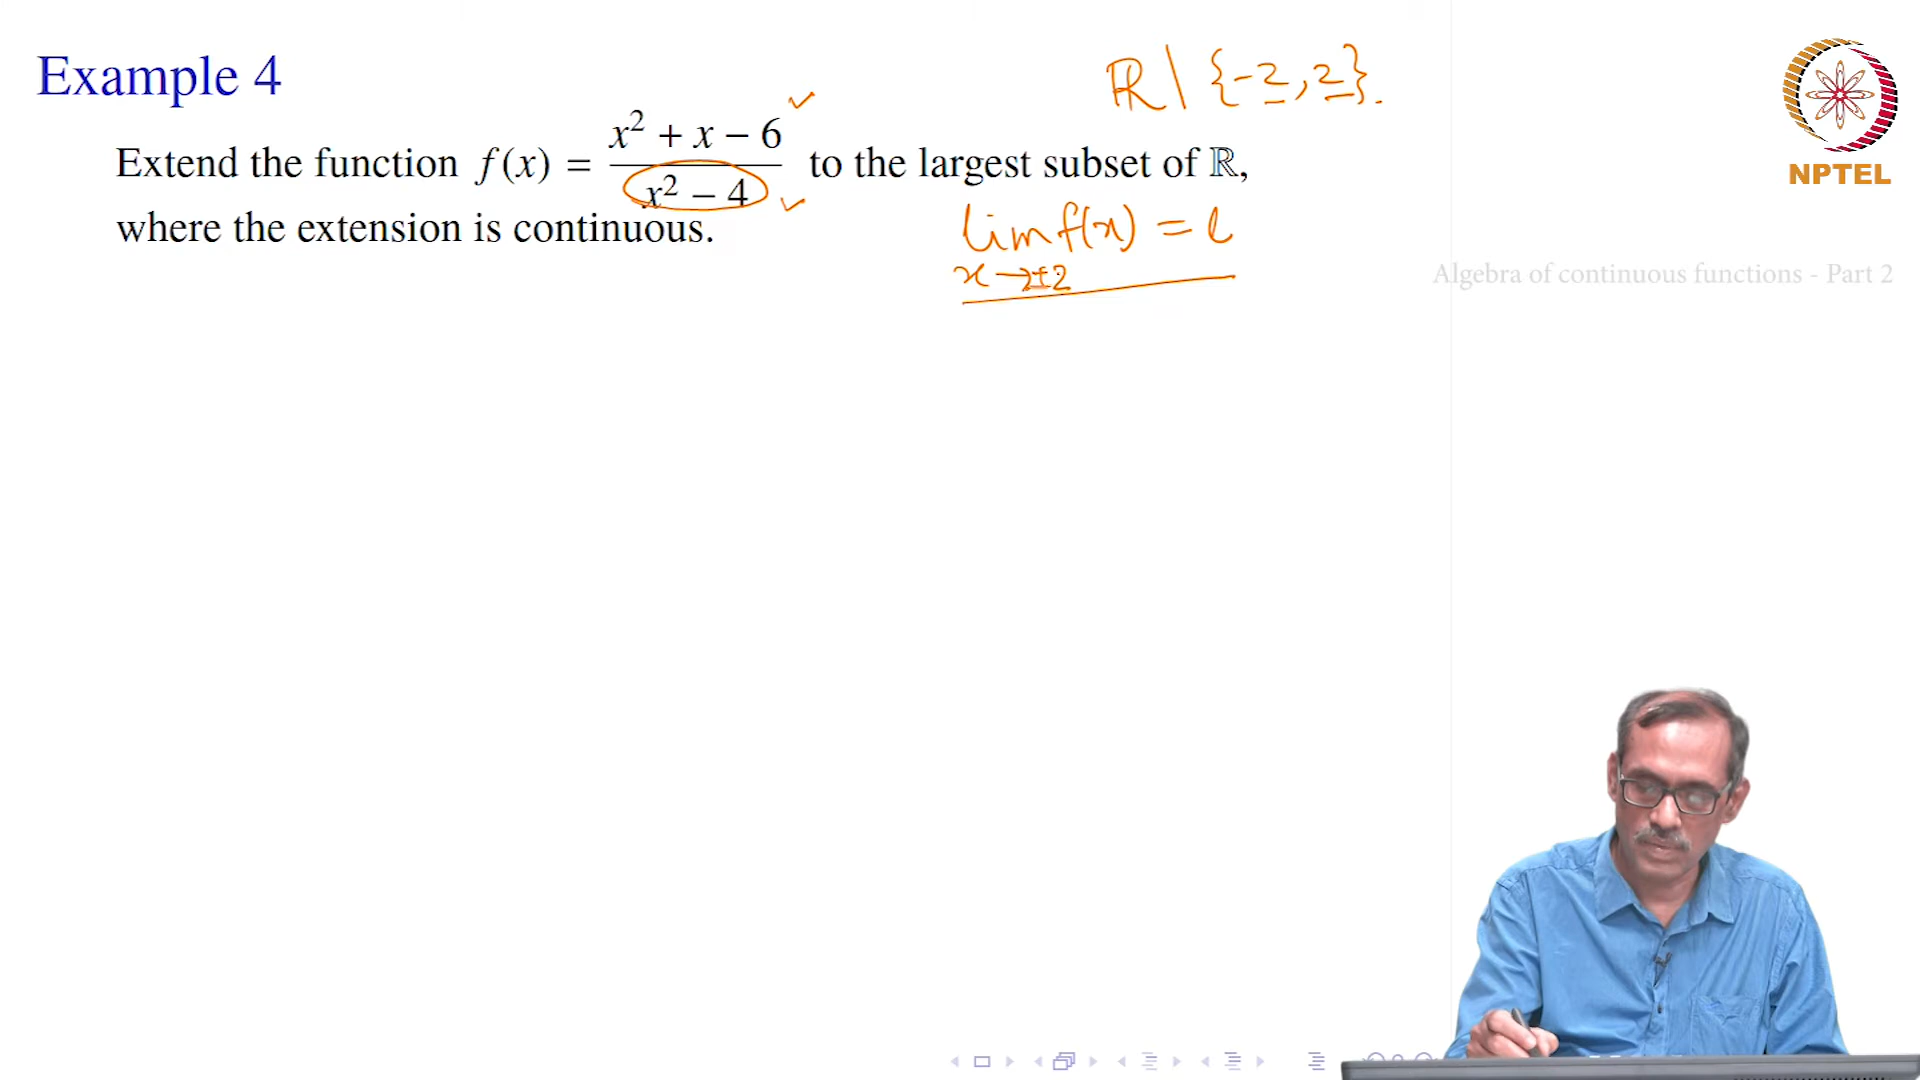 Example 4
ℝ \ {-2, 2}.
Extend the function f(x) = (x² + x − 6)/(x² − 4) to the largest subset of ℝ,
where the extension is continuous.
lim f(x) = l
x → ±2
Algebra of continuous functions - Part 2
NPTEL